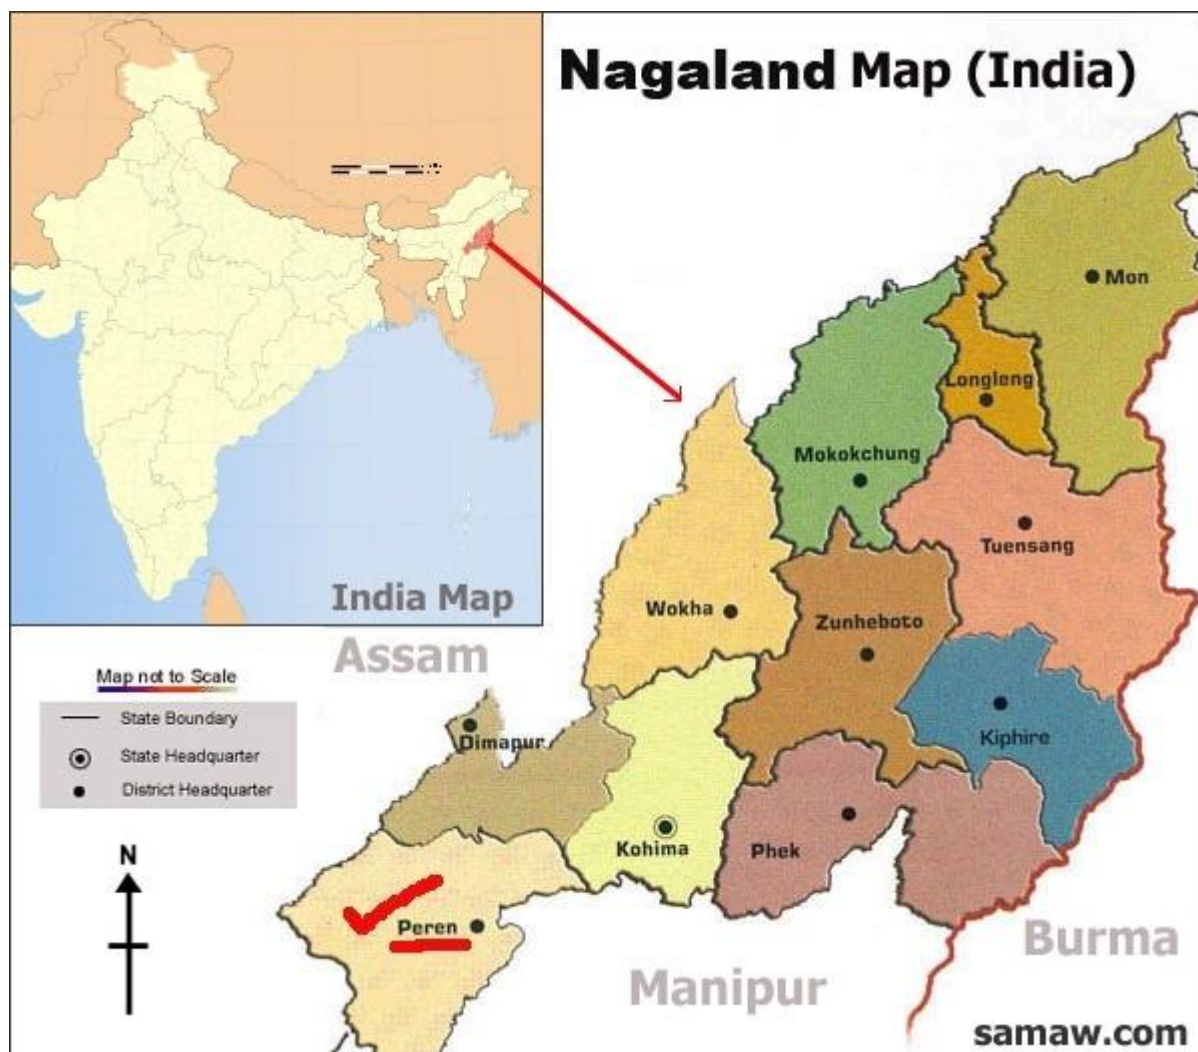 Nagaland Map (India)
India Map
Assam
Map not to Scale
State Boundary
State Headquarter
District Headquarter
N
Mon
Longleng
Mokokchung
Tuensang
Wokha
Zunheboto
Kiphire
Dimapur
Kohima
Phek
Peren
Burma
Manipur
samaw.com